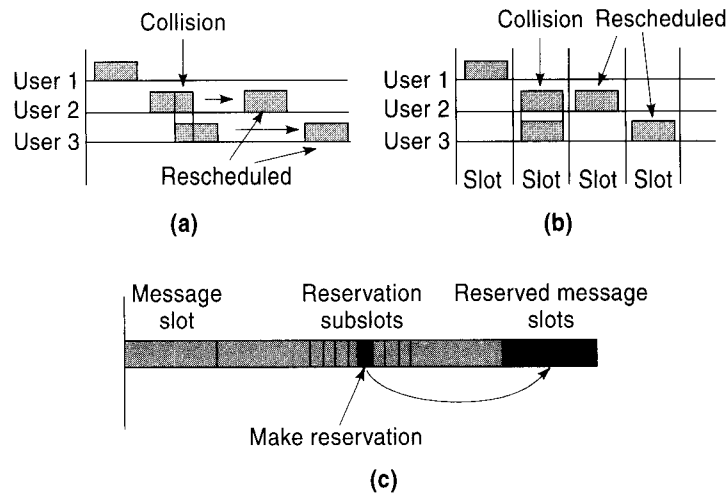 Collision
User 1
User 2
User 3
Rescheduled
(a)
Collision
Rescheduled
User 1
User 2
User 3
Slot Slot Slot Slot
(b)
Message
slot
Reservation
subslots
Reserved message
slots
Make reservation
(c)